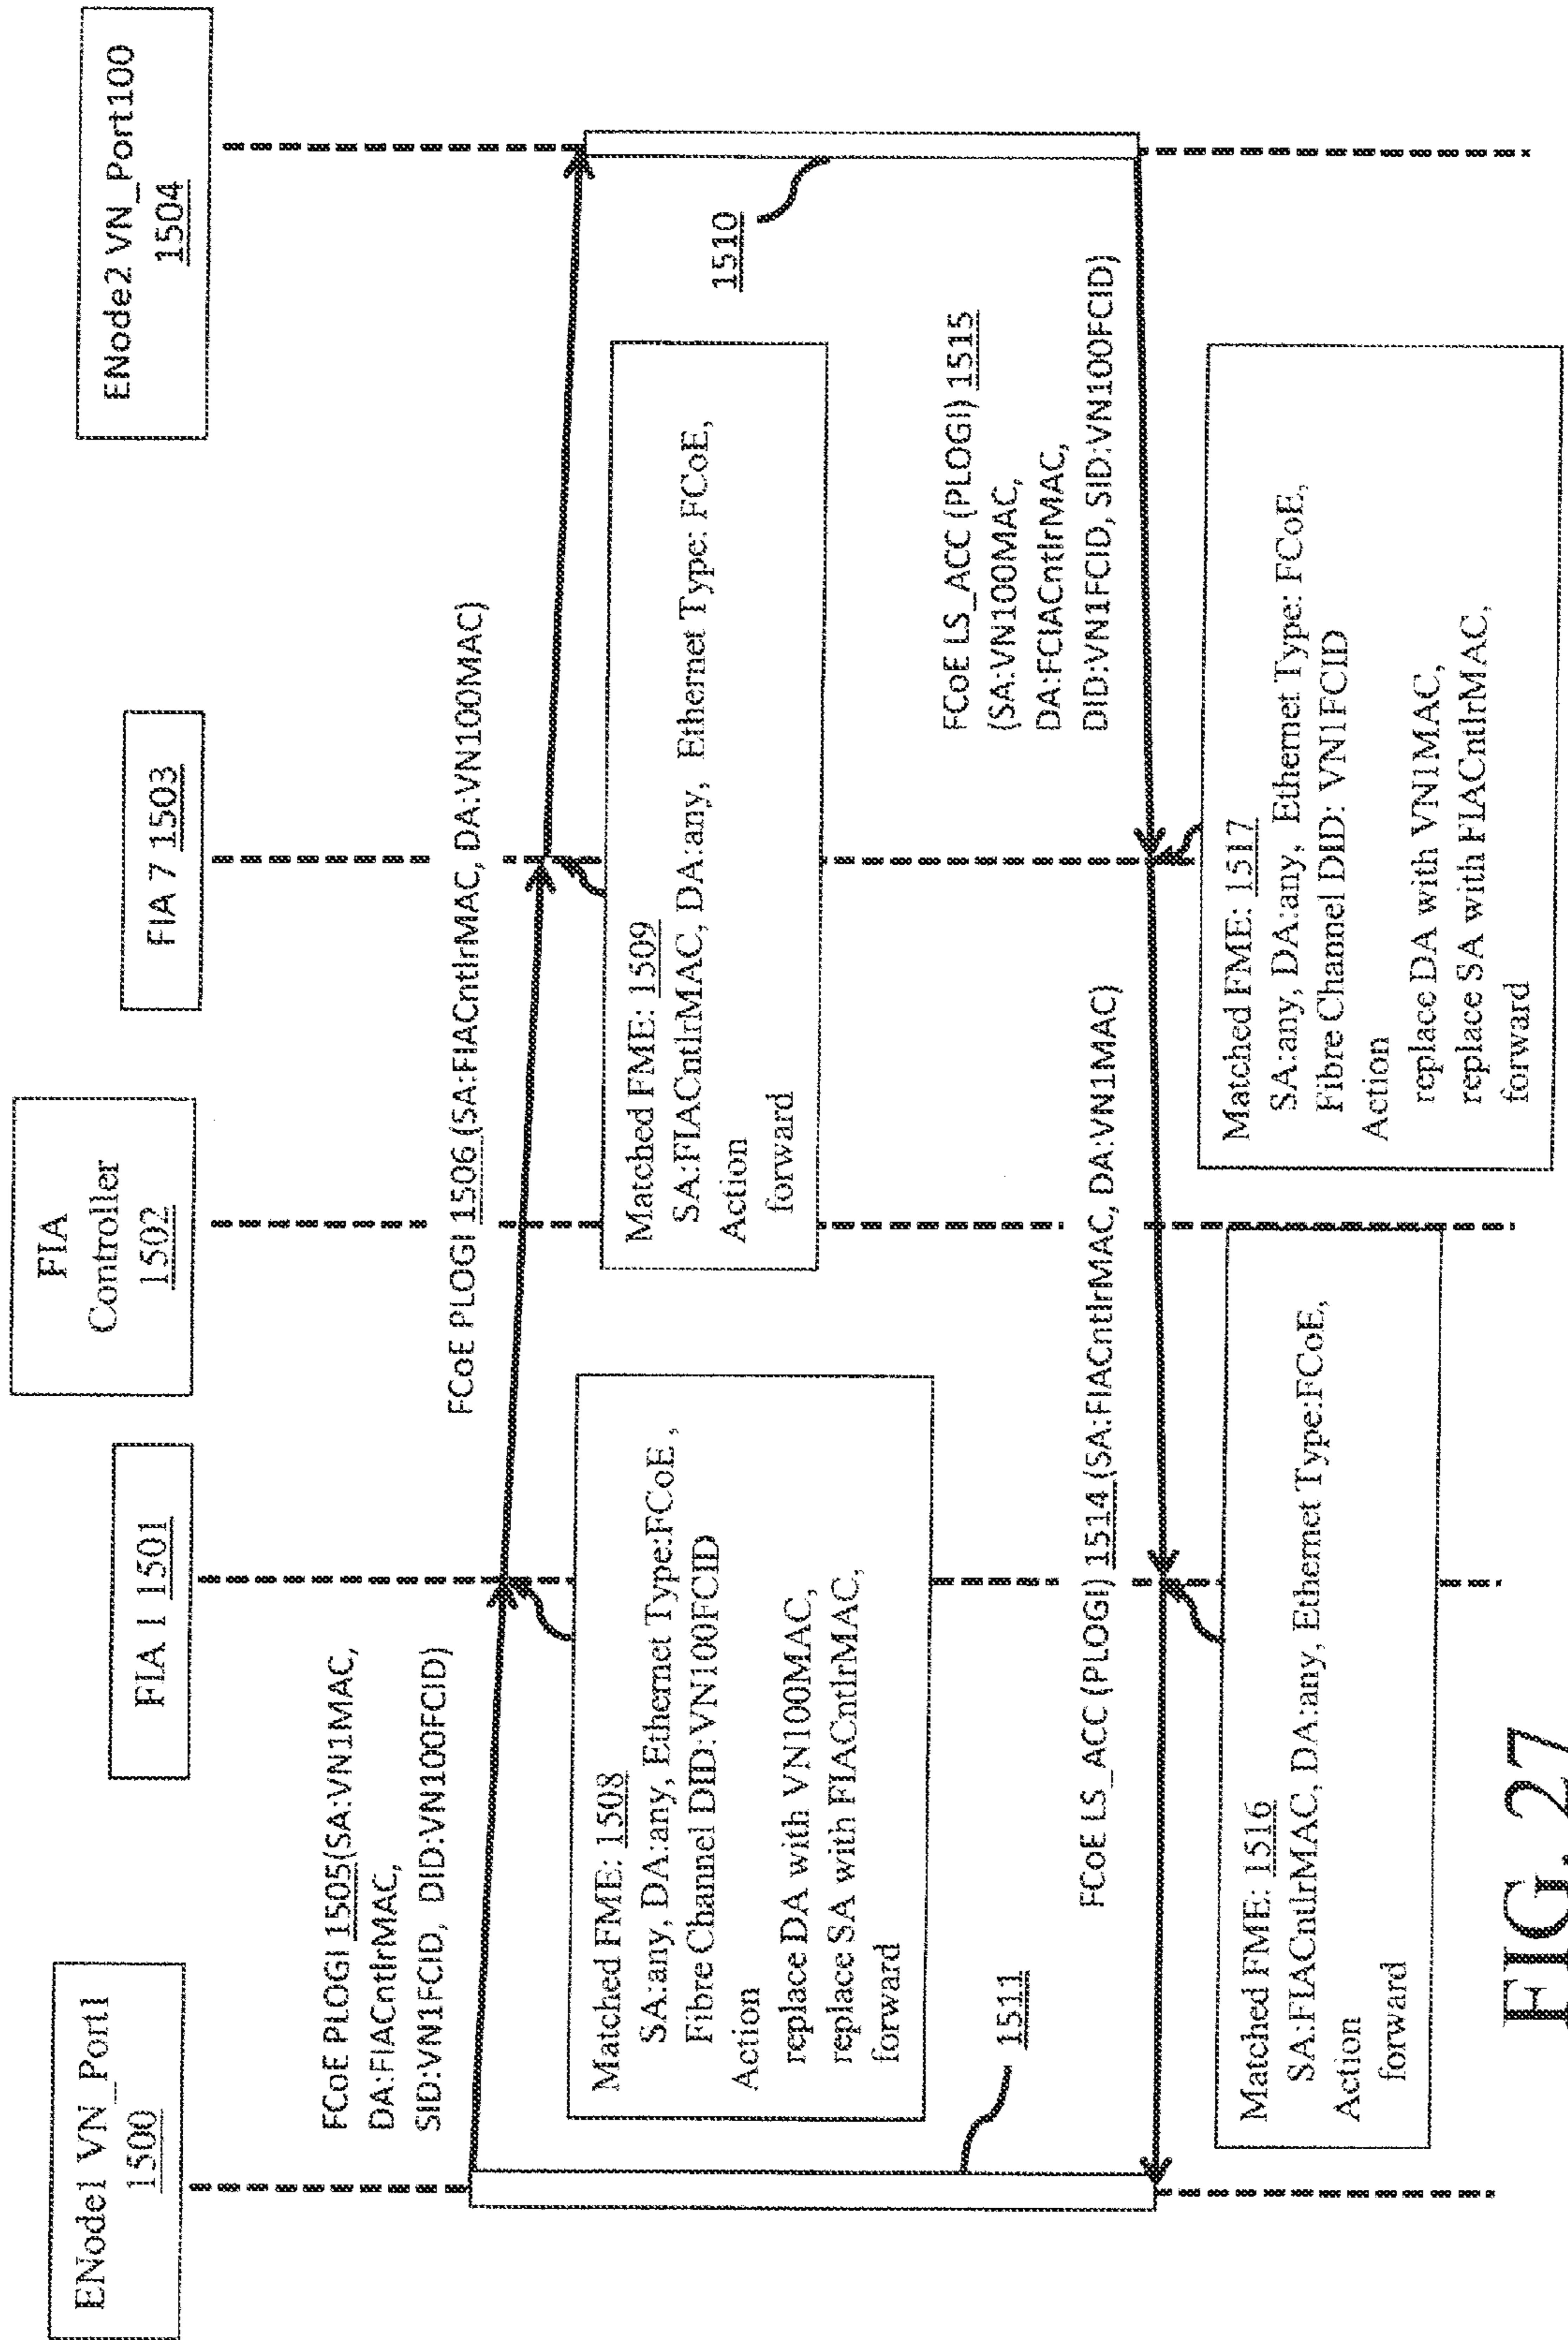 ENode1 VN_Port1
1500
FIA 1 1501
FIA
Controller
1502
FIA 7 1503
ENode2 VN_Port100
1504
FCoE PLOGI 1505(SA:VN1MAC,
DA:FIACntlrMAC,
SID:VN1FCID, DID:VN100FCID)
FCoE PLOGI 1506 (SA:FIACntlrMAC, DA:VN100MAC)
Matched FME: 1508
SA:any, DA:any, Ethernet Type:FCoE ,
Fibre Channel DID:VN100FCID
Action
replace DA with VN100MAC,
replace SA with FIACntlrMAC,
forward
Matched FME: 1509
SA:FIACntlrMAC, DA:any, Ethernet Type: FCoE,
Action
forward
1510
1511
FCoE LS_ACC (PLOGI) 1515
(SA:VN100MAC,
DA:FCIACntlrMAC,
DID:VN1FCID, SID:VN100FCID)
FCoE LS_ACC (PLOGI) 1514 (SA:FIACntlrMAC, DA:VN1MAC)
Matched FME: 1516
SA:FIACntlrMAC, DA:any, Ethernet Type:FCoE,
Action
forward
Matched FME: 1517
SA:any, DA:any, Ethernet Type: FCoE,
Fibre Channel DID: VN1FCID
Action
replace DA with VN1MAC,
replace SA with FIACntlrMAC,
forward
FIG. 27